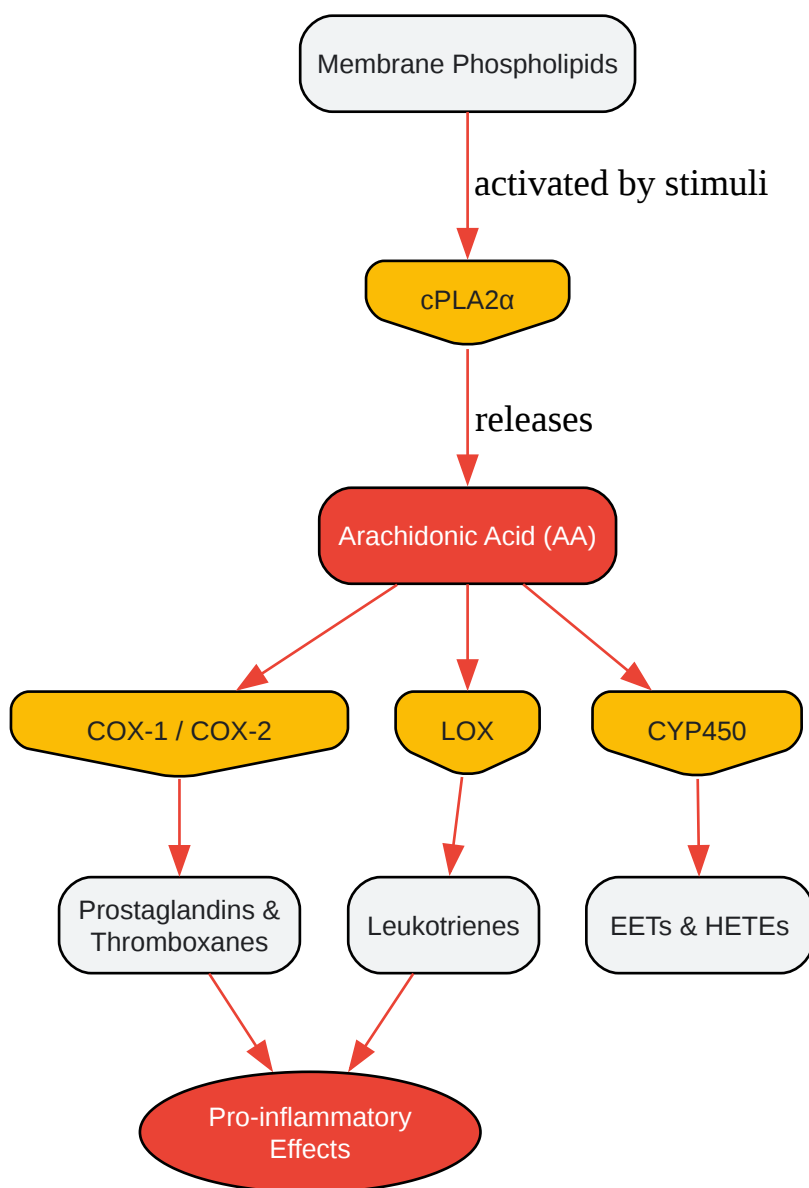 Membrane Phospholipids
activated by stimuli
cPLA2α
releases
Arachidonic Acid (AA)
COX-1 / COX-2
LOX
CYP450
Prostaglandins &
Thromboxanes
Leukotrienes
EETs & HETEs
Pro-inflammatory
Effects